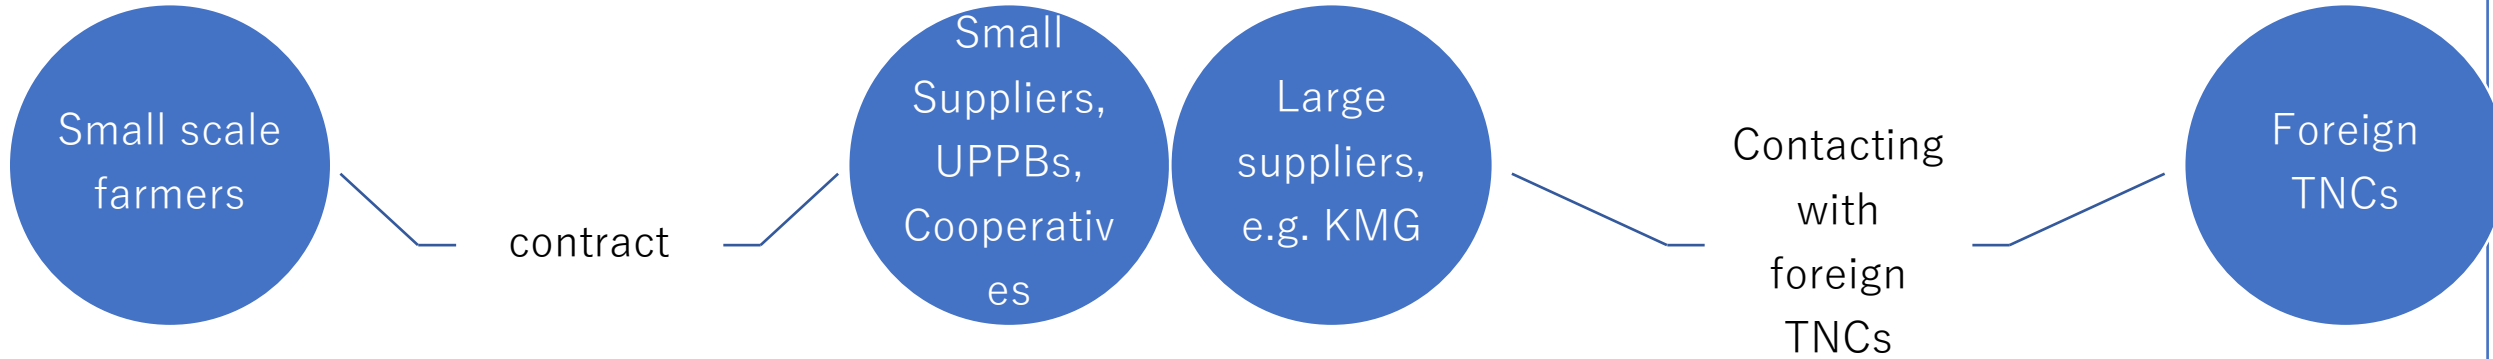 Small scale
farmers
contract
Small
Suppliers,
UPPBs,
Cooperativ
es
Large
suppliers,
e.g. KMG
Contacting
with
foreign
TNCs
Foreign
TNCs